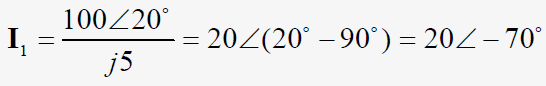 I₁ = 100∠20° / j5 = 20∠(20° − 90°) = 20∠ − 70°